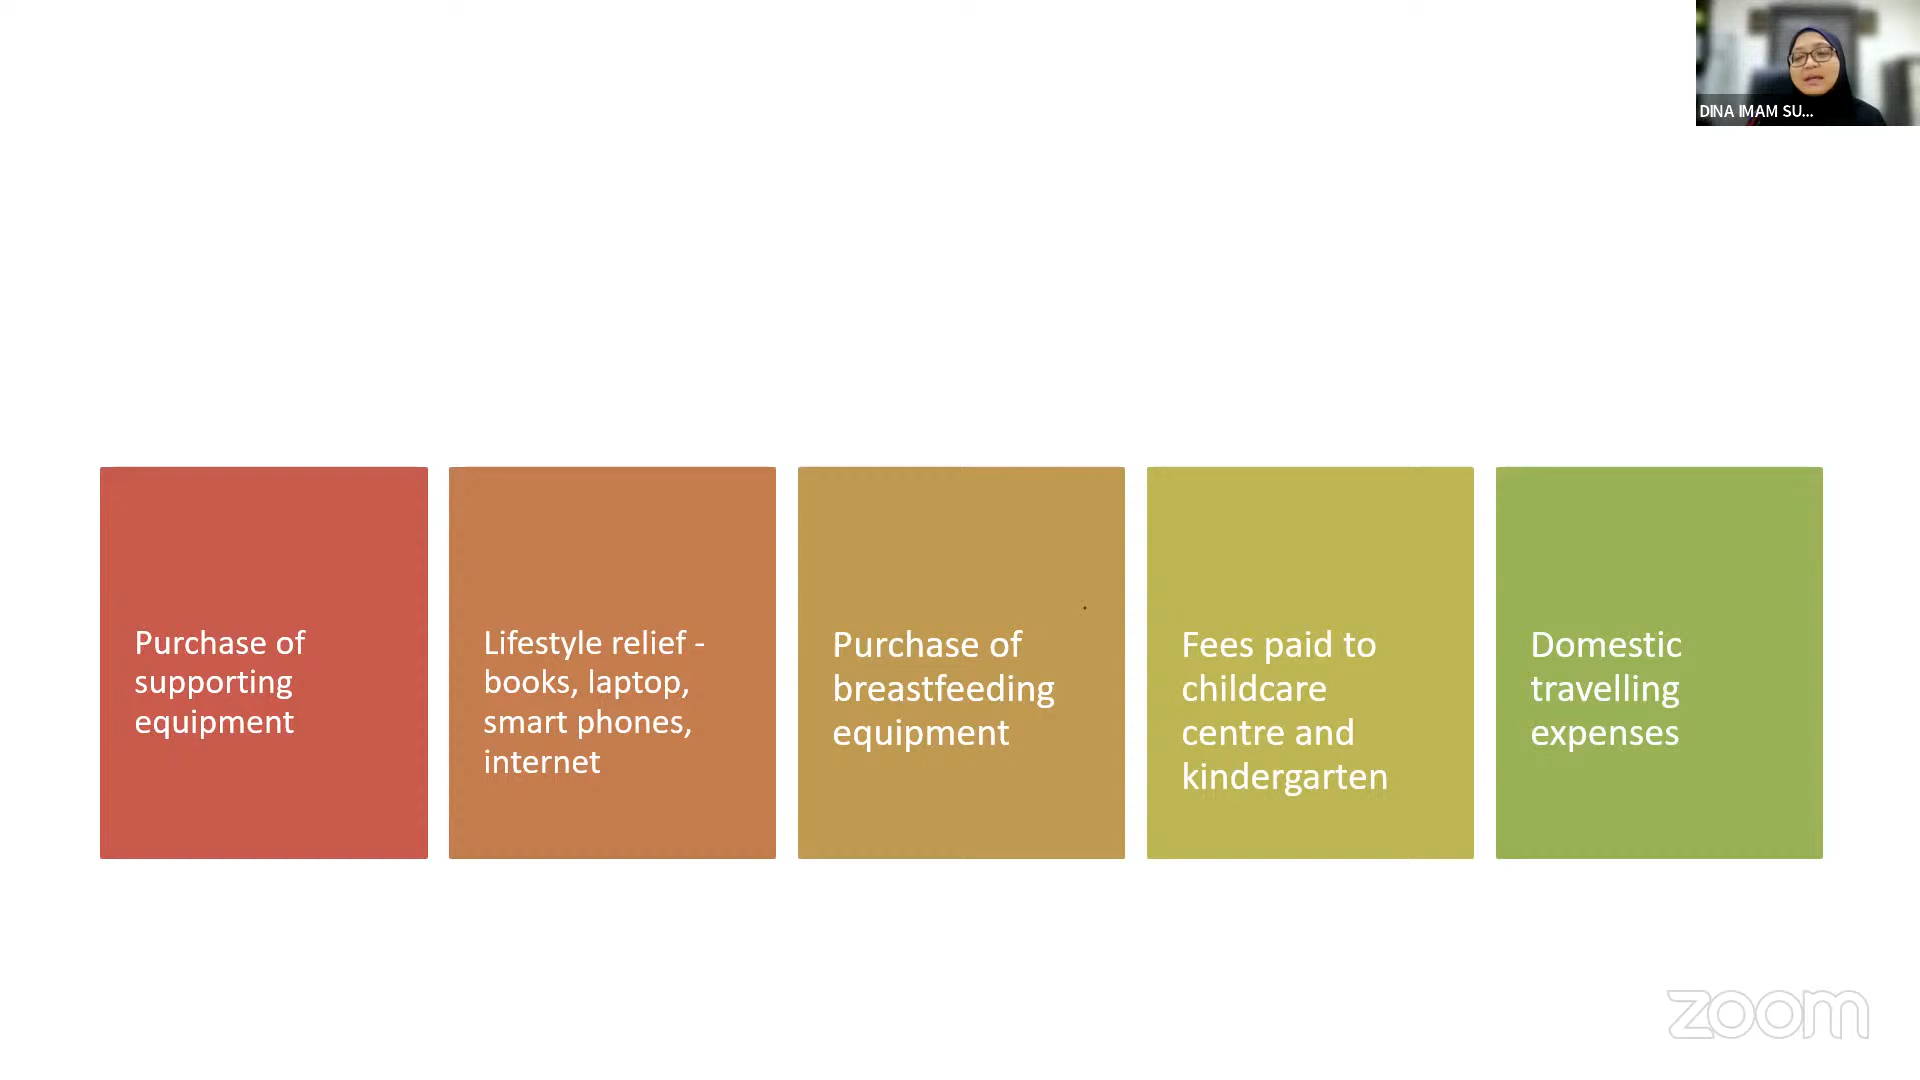 DINA IMAM SU...
Purchase of
supporting
equipment
Lifestyle relief -
books, laptop,
smart phones,
internet
Purchase of
breastfeeding
equipment
Fees paid to
childcare
centre and
kindergarten
Domestic
travelling
expenses
zoom